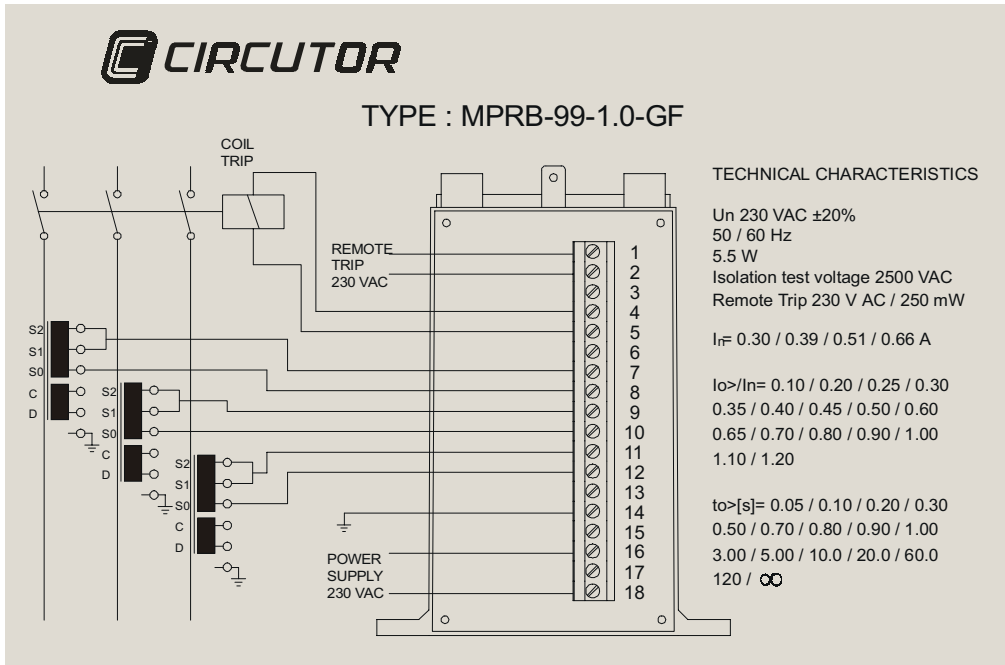 CIRCUTOR
TYPE : MPRB-99-1.0-GF
COIL
TRIP
REMOTE
TRIP
230 VAC
S2
S1
S0
C
D
S2
S1
S0
C
D
S2
S1
S0
C
D
POWER
SUPPLY
230 VAC
1
2
3
4
5
6
7
8
9
10
11
12
13
14
15
16
17
18
TECHNICAL CHARACTERISTICS
Un 230 VAC ±20%
50 / 60 Hz
5.5 W
Isolation test voltage 2500 VAC
Remote Trip 230 V AC / 250 mW
In= 0.30 / 0.39 / 0.51 / 0.66 A
Io>/In= 0.10 / 0.20 / 0.25 / 0.30
0.35 / 0.40 / 0.45 / 0.50 / 0.60
0.65 / 0.70 / 0.80 / 0.90 / 1.00
1.10 / 1.20
to>[s]= 0.05 / 0.10 / 0.20 / 0.30
0.50 / 0.70 / 0.80 / 0.90 / 1.00
3.00 / 5.00 / 10.0 / 20.0 / 60.0
120 / ∞